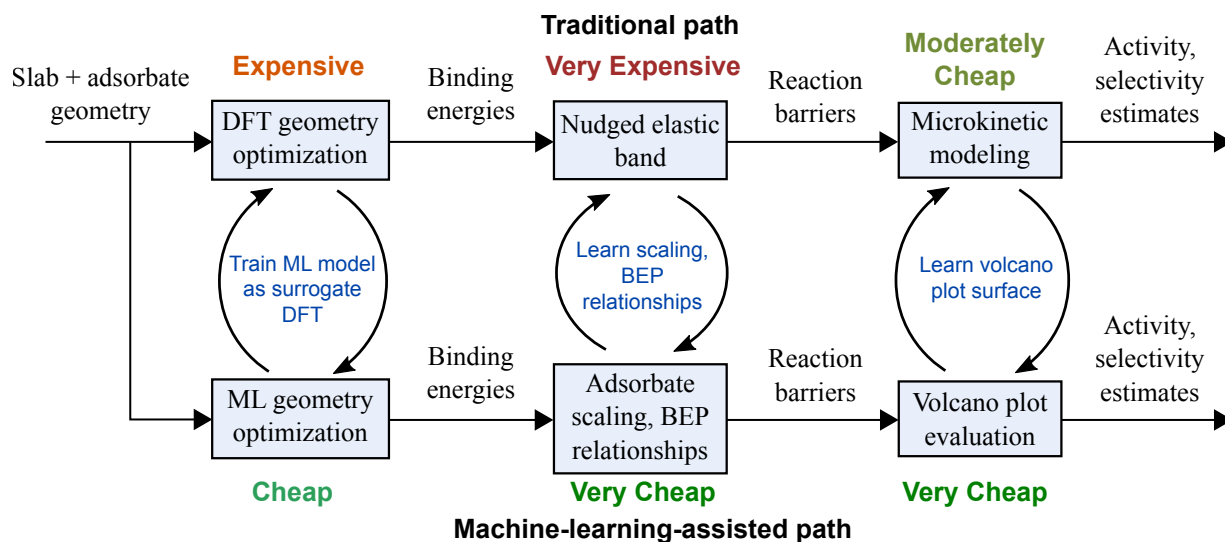 Traditional path
Slab + adsorbate
geometry
Expensive
Binding
energies
Very Expensive
Reaction
barriers
Moderately
Cheap
Activity,
selectivity
estimates
DFT geometry
optimization
Nudged elastic
band
Microkinetic
modeling
Train ML model
as surrogate
DFT
Learn scaling,
BEP
relationships
Learn volcano
plot surface
Binding
energies
Reaction
barriers
Activity,
selectivity
estimates
ML geometry
optimization
Adsorbate
scaling, BEP
relationships
Volcano plot
evaluation
Cheap
Very Cheap
Very Cheap
Machine-learning-assisted path